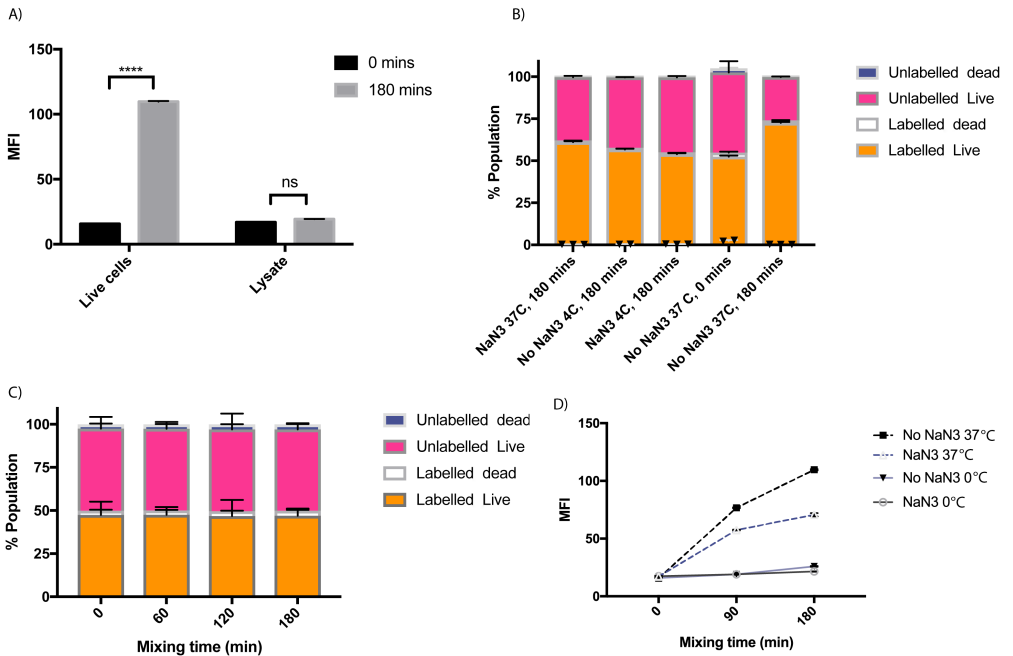 A)
150
100
50
0
MFI
****
ns
0 mins
180 mins
Live cells
Lysate
B)
100
75
50
25
0
% Population
Unlabelled dead
Unlabelled Live
Labelled dead
Labelled Live
NaN3 37C, 180 mins
No NaN3 4C, 180 mins
NaN3 4C, 180 mins
No NaN3 37 C, 0 mins
No NaN3 37C, 180 mins
C)
100
75
50
25
0
% Population
Unlabelled dead
Unlabelled Live
Labelled dead
Labelled Live
0
60
120
180
Mixing time (min)
D)
150
100
50
0
MFI
No NaN3 37°C
NaN3 37°C
No NaN3 0°C
NaN3 0°C
0
90
180
Mixing time (min)